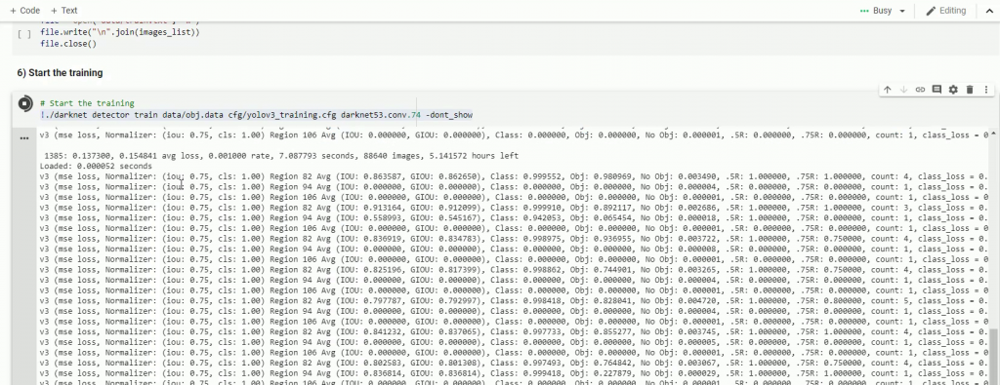 + Code + Text
Busy
Editing
[ ] file.write("\n".join(images_list))
file.close()
6) Start the training
# Start the training
!./darknet detector train data/obj.data cfg/yolov3_training.cfg darknet53.conv.74 -dont_show
v3 (mse loss, Normalizer: (iou: 0.75, cls: 1.00) Region 106 Avg (IOU: 0.000000, GIOU: 0.000000), Class: 0.000000, Obj: 0.000000, No Obj: 0.000001, .5R: 0.000000, .75R: 0.000000, count: 1, class_loss = 0
1385: 0.137300, 0.154841 avg loss, 0.001000 rate, 7.087793 seconds, 88640 images, 5.141572 hours left
Loaded: 0.000052 seconds
v3 (mse loss, Normalizer: (iou: 0.75, cls: 1.00) Region 82 Avg (IOU: 0.863587, GIOU: 0.862650), Class: 0.999552, Obj: 0.980969, No Obj: 0.003490, .5R: 1.000000, .75R: 1.000000, count: 4, class_loss = 0.
v3 (mse loss, Normalizer: (iou: 0.75, cls: 1.00) Region 94 Avg (IOU: 0.000000, GIOU: 0.000000), Class: 0.000000, Obj: 0.000000, No Obj: 0.000004, .5R: 0.000000, .75R: 0.000000, count: 1, class_loss = 0.
v3 (mse loss, Normalizer: (iou: 0.75, cls: 1.00) Region 106 Avg (IOU: 0.000000, GIOU: 0.000000), Class: 0.000000, Obj: 0.000000, No Obj: 0.000001, .5R: 0.000000, .75R: 0.000000, count: 1, class_loss = 0
v3 (mse loss, Normalizer: (iou: 0.75, cls: 1.00) Region 82 Avg (IOU: 0.913164, GIOU: 0.912099), Class: 0.999910, Obj: 0.892117, No Obj: 0.002686, .5R: 1.000000, .75R: 1.000000, count: 3, class_loss = 0.
v3 (mse loss, Normalizer: (iou: 0.75, cls: 1.00) Region 94 Avg (IOU: 0.558993, GIOU: 0.545167), Class: 0.942053, Obj: 0.065454, No Obj: 0.000018, .5R: 1.000000, .75R: 0.000000, count: 1, class_loss = 0.
v3 (mse loss, Normalizer: (iou: 0.75, cls: 1.00) Region 106 Avg (IOU: 0.000000, GIOU: 0.000000), Class: 0.000000, Obj: 0.000000, No Obj: 0.000001, .5R: 0.000000, .75R: 0.000000, count: 1, class_loss = 0
v3 (mse loss, Normalizer: (iou: 0.75, cls: 1.00) Region 82 Avg (IOU: 0.836919, GIOU: 0.834783), Class: 0.998975, Obj: 0.936955, No Obj: 0.003722, .5R: 1.000000, .75R: 0.750000, count: 4, class_loss = 0.
v3 (mse loss, Normalizer: (iou: 0.75, cls: 1.00) Region 94 Avg (IOU: 0.000000, GIOU: 0.000000), Class: 0.000000, Obj: 0.000000, No Obj: 0.000008, .5R: 0.000000, .75R: 0.000000, count: 1, class_loss = 0.
v3 (mse loss, Normalizer: (iou: 0.75, cls: 1.00) Region 106 Avg (IOU: 0.000000, GIOU: 0.000000), Class: 0.000000, Obj: 0.000000, No Obj: 0.000001, .5R: 0.000000, .75R: 0.000000, count: 1, class_loss = 0
v3 (mse loss, Normalizer: (iou: 0.75, cls: 1.00) Region 82 Avg (IOU: 0.825196, GIOU: 0.817399), Class: 0.998862, Obj: 0.744901, No Obj: 0.003265, .5R: 1.000000, .75R: 0.750000, count: 4, class_loss = 0.
v3 (mse loss, Normalizer: (iou: 0.75, cls: 1.00) Region 94 Avg (IOU: 0.000000, GIOU: 0.000000), Class: 0.000000, Obj: 0.000000, No Obj: 0.000004, .5R: 0.000000, .75R: 0.000000, count: 1, class_loss = 0.
v3 (mse loss, Normalizer: (iou: 0.75, cls: 1.00) Region 106 Avg (IOU: 0.000000, GIOU: 0.000000), Class: 0.000000, Obj: 0.000000, No Obj: 0.000001, .5R: 0.000000, .75R: 0.000000, count: 1, class_loss = 0
v3 (mse loss, Normalizer: (iou: 0.75, cls: 1.00) Region 82 Avg (IOU: 0.797787, GIOU: 0.792997), Class: 0.998418, Obj: 0.828041, No Obj: 0.004720, .5R: 1.000000, .75R: 0.800000, count: 5, class_loss = 0.
v3 (mse loss, Normalizer: (iou: 0.75, cls: 1.00) Region 94 Avg (IOU: 0.000000, GIOU: 0.000000), Class: 0.000000, Obj: 0.000000, No Obj: 0.000004, .5R: 0.000000, .75R: 0.000000, count: 1, class_loss = 0.
v3 (mse loss, Normalizer: (iou: 0.75, cls: 1.00) Region 106 Avg (IOU: 0.000000, GIOU: 0.000000), Class: 0.000000, Obj: 0.000000, No Obj: 0.000001, .5R: 0.000000, .75R: 0.000000, count: 1, class_loss = 0
v3 (mse loss, Normalizer: (iou: 0.75, cls: 1.00) Region 82 Avg (IOU: 0.841232, GIOU: 0.837065), Class: 0.997733, Obj: 0.855277, No Obj: 0.003745, .5R: 1.000000, .75R: 1.000000, count: 4, class_loss = 0.
v3 (mse loss, Normalizer: (iou: 0.75, cls: 1.00) Region 94 Avg (IOU: 0.000000, GIOU: 0.000000), Class: 0.000000, Obj: 0.000000, No Obj: 0.000005, .5R: 0.000000, .75R: 0.000000, count: 1, class_loss = 0.
v3 (mse loss, Normalizer: (iou: 0.75, cls: 1.00) Region 106 Avg (IOU: 0.000000, GIOU: 0.000000), Class: 0.000000, Obj: 0.000000, No Obj: 0.000001, .5R: 0.000000, .75R: 0.000000, count: 1, class_loss = 0
v3 (mse loss, Normalizer: (iou: 0.75, cls: 1.00) Region 82 Avg (IOU: 0.802583, GIOU: 0.801308), Class: 0.997493, Obj: 0.764842, No Obj: 0.003067, .5R: 1.000000, .75R: 0.750000, count: 4, class_loss = 0.
v3 (mse loss, Normalizer: (iou: 0.75, cls: 1.00) Region 94 Avg (IOU: 0.836814, GIOU: 0.836814), Class: 0.999418, Obj: 0.227879, No Obj: 0.000029, .5R: 1.000000, .75R: 1.000000, count: 1, class_loss = 0.